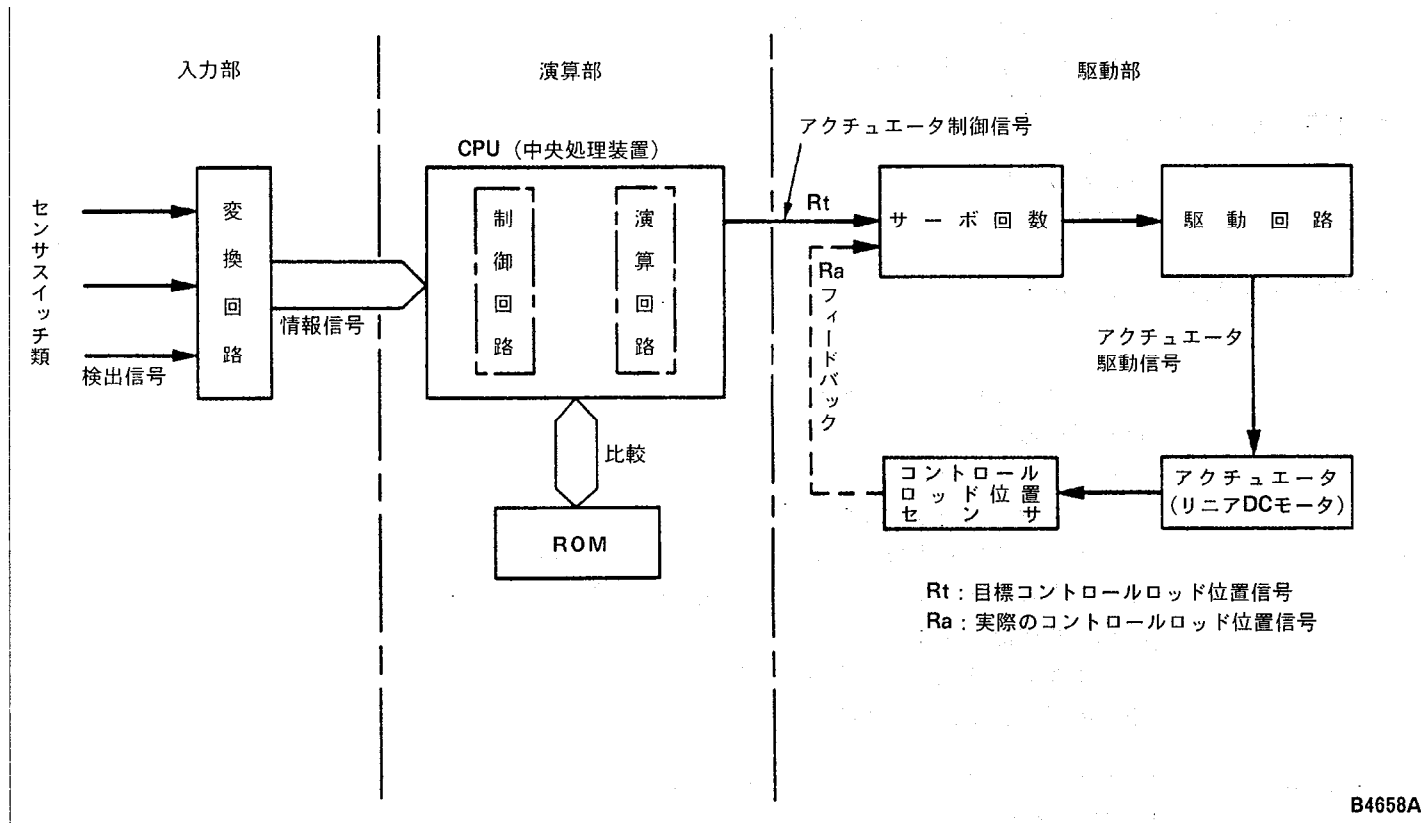 入力部
演算部
駆動部
センサスイッチ類
検出信号
変換回路
情報信号
CPU（中央処理装置）
制御回路
演算回路
比較
ROM
アクチュエータ制御信号
Rt
サーボ回数
駆動回路
Ra
フィードバック
アクチュエータ
駆動信号
コントロール
ロッド位置
センサ
アクチュエータ
（リニアDCモータ）
Rt：目標コントロールロッド位置信号
Ra：実際のコントロールロッド位置信号
B4658A